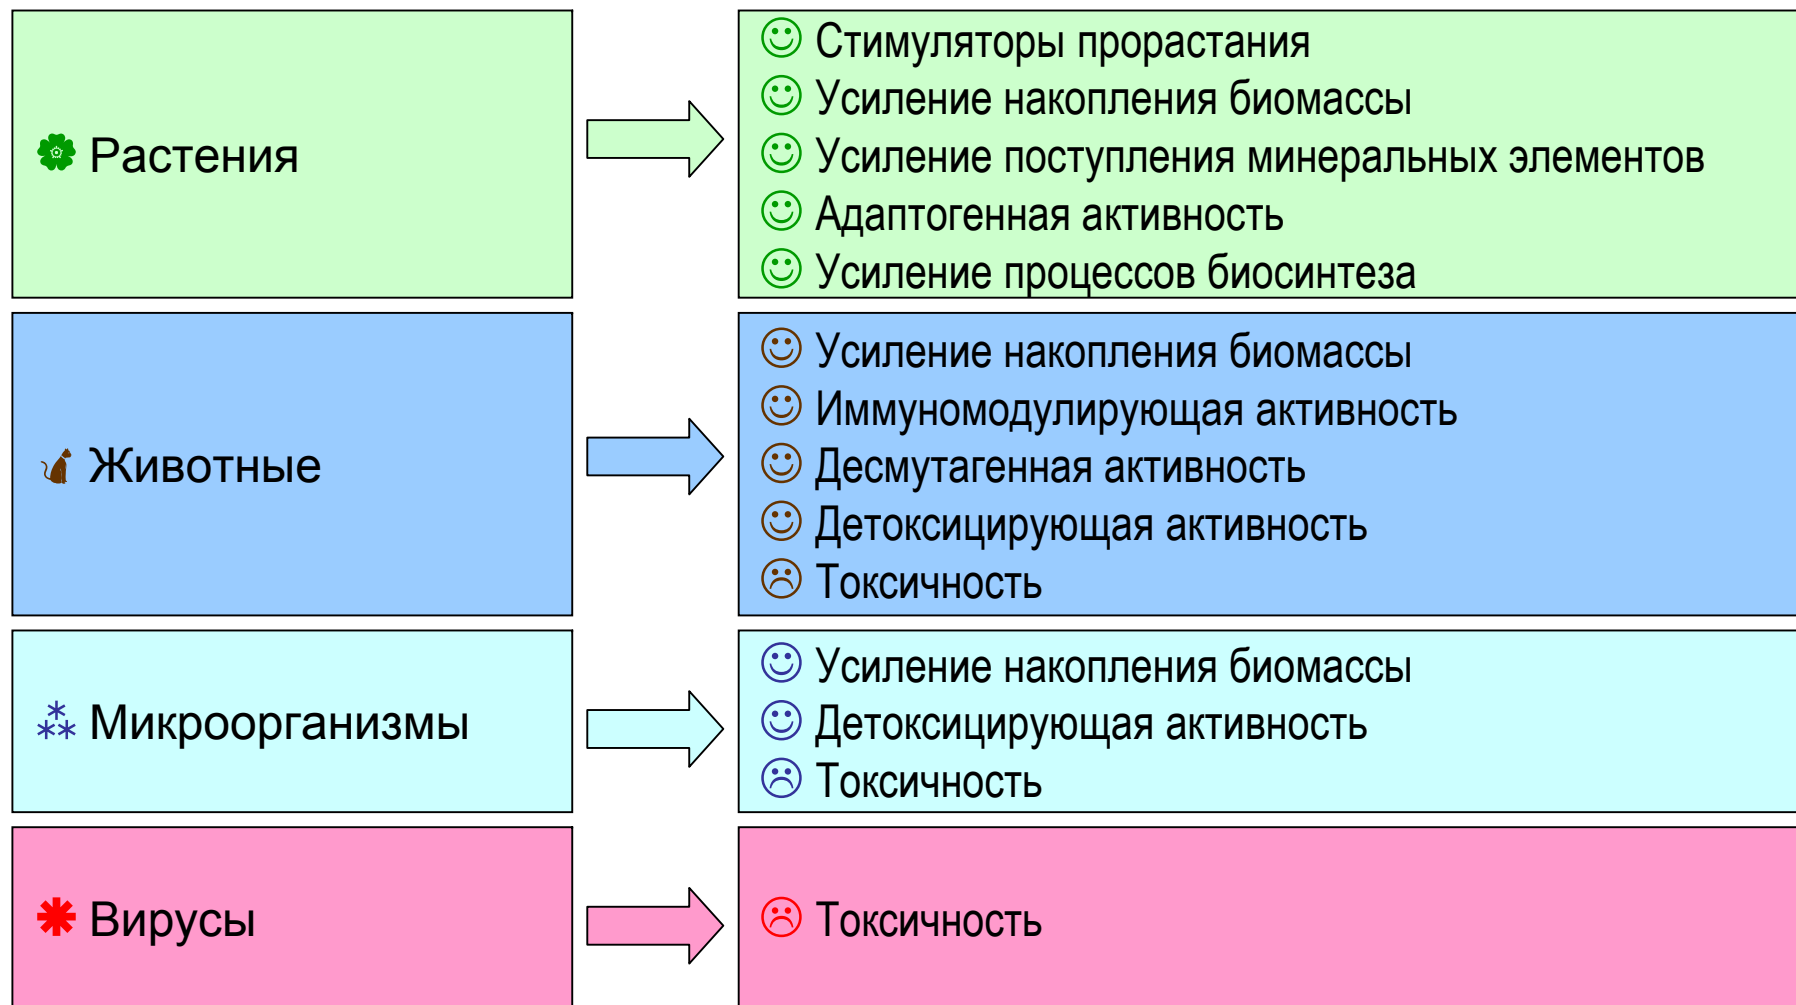 Растения
Стимуляторы прорастания
Усиление накопления биомассы
Усиление поступления минеральных элементов
Адаптогенная активность
Усиление процессов биосинтеза
Животные
Усиление накопления биомассы
Иммуномодулирующая активность
Десмутагенная активность
Детоксицирующая активность
Токсичность
Микроорганизмы
Усиление накопления биомассы
Детоксицирующая активность
Токсичность
Вирусы
Токсичность